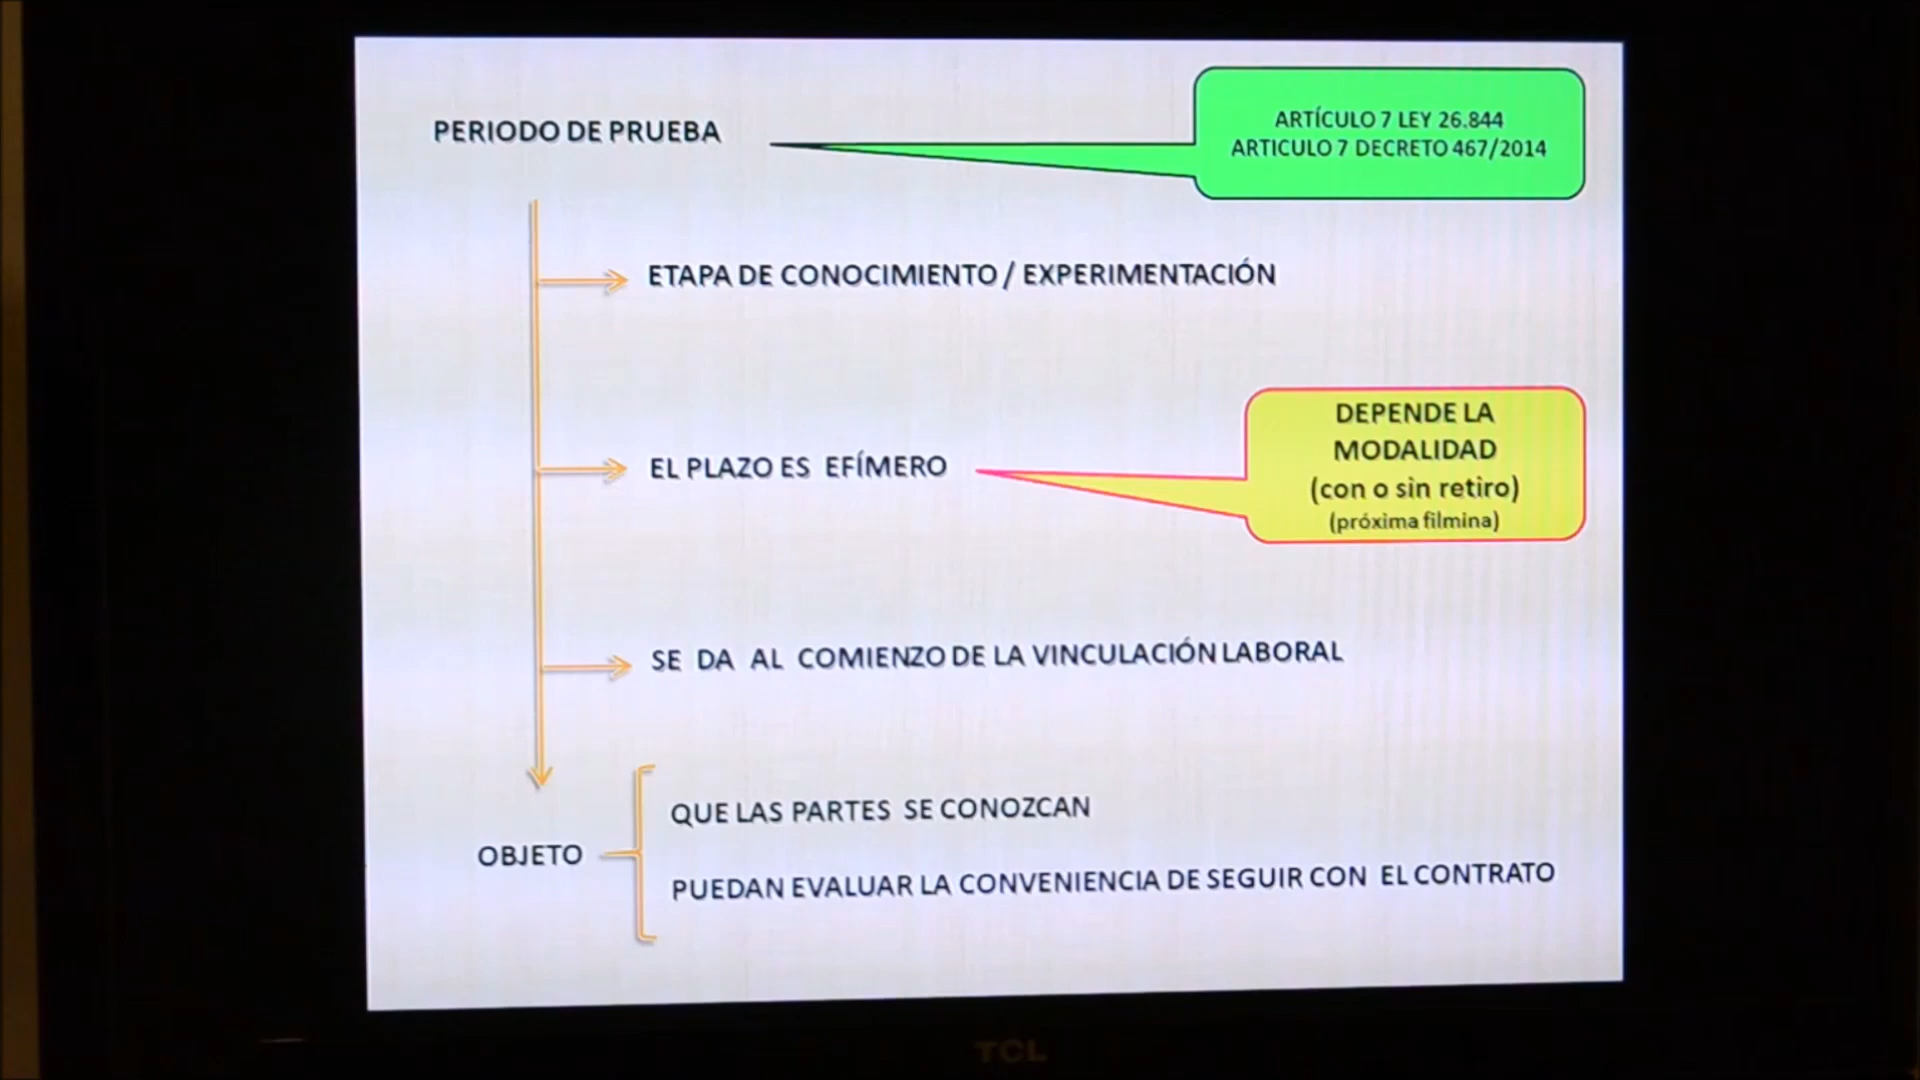 PERIODO DE PRUEBA
ARTÍCULO 7 LEY 26.844
ARTICULO 7 DECRETO 467/2014
ETAPA DE CONOCIMIENTO / EXPERIMENTACIÓN
EL PLAZO ES EFÍMERO
DEPENDE LA
MODALIDAD
(con o sin retiro)
(próxima filmina)
SE DA AL COMIENZO DE LA VINCULACIÓN LABORAL
OBJETO
QUE LAS PARTES SE CONOZCAN
PUEDAN EVALUAR LA CONVENIENCIA DE SEGUIR CON EL CONTRATO
TCL